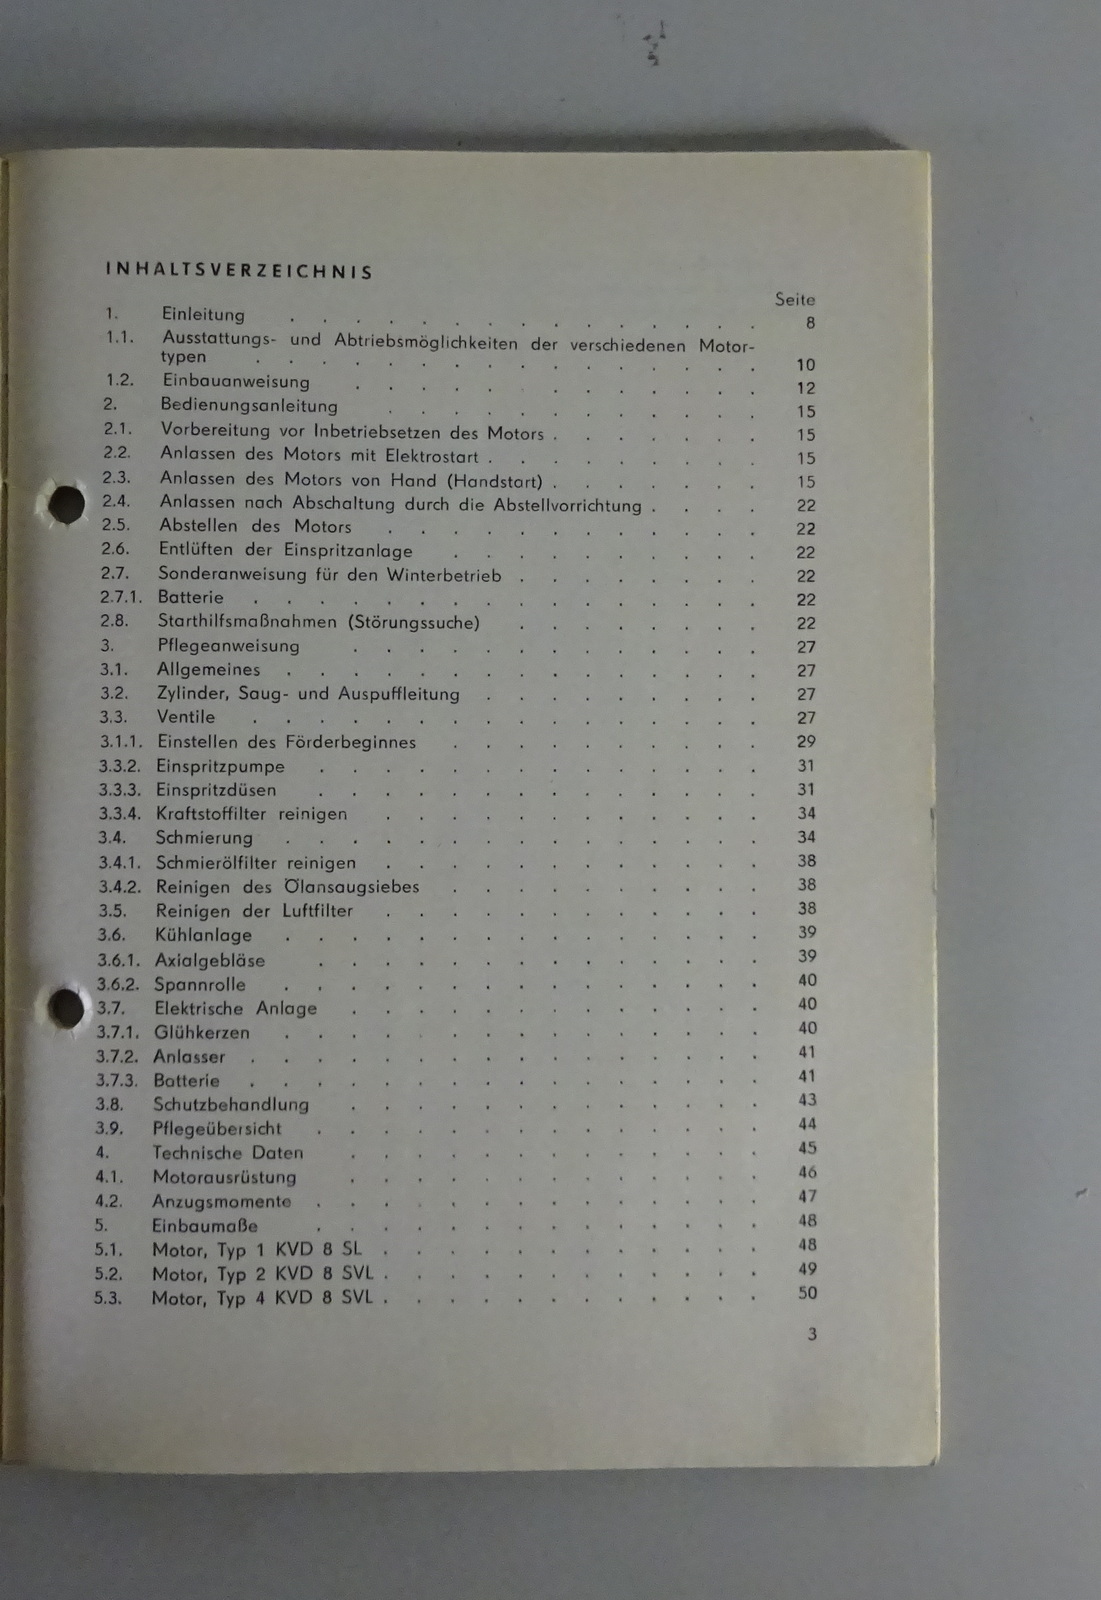 INHALTSVERZEICHNIS
Seite
1. Einleitung . . . . . . . . . . . . . . . 8
1.1. Ausstattungs- und Abtriebsmöglichkeiten der verschiedenen Motor-
typen . . . . . . . . . . . . . . . . 10
1.2. Einbauanweisung . . . . . . . . . . . . . 12
2. Bedienungsanleitung . . . . . . . . . . . . 15
2.1. Vorbereitung vor Inbetriebsetzen des Motors . . . . . . . 15
2.2. Anlassen des Motors mit Elektrostart . . . . . . . . . 15
2.3. Anlassen des Motors von Hand (Handstart) . . . . . . . 15
2.4. Anlassen nach Abschaltung durch die Abstellvorrichtung . . . . 22
2.5. Abstellen des Motors . . . . . . . . . . . . 22
2.6. Entlüften der Einspritzanlage . . . . . . . . . . 22
2.7. Sonderanweisung für den Winterbetrieb . . . . . . . . 22
2.7.1. Batterie . . . . . . . . . . . . . . . . 22
2.8. Starthilfsmaßnahmen (Störungssuche) . . . . . . . . 22
3. Pflegeanweisung . . . . . . . . . . . . . 27
3.1. Allgemeines . . . . . . . . . . . . . . . 27
3.2. Zylinder, Saug- und Auspuffleitung . . . . . . . . . 27
3.3. Ventile . . . . . . . . . . . . . . . . 27
3.1.1. Einstellen des Förderbeginnes . . . . . . . . . . 29
3.3.2. Einspritzpumpe . . . . . . . . . . . . . . 31
3.3.3. Einspritzdüsen . . . . . . . . . . . . . . 31
3.3.4. Kraftstoffilter reinigen . . . . . . . . . . . . 34
3.4. Schmierung . . . . . . . . . . . . . . . 34
3.4.1. Schmierölfilter reinigen . . . . . . . . . . . . 38
3.4.2. Reinigen des Ölansaugsiebes . . . . . . . . . . 38
3.5. Reinigen der Luftfilter . . . . . . . . . . . . 38
3.6. Kühlanlage . . . . . . . . . . . . . . . 39
3.6.1. Axialgebläse . . . . . . . . . . . . . . 39
3.6.2. Spannrolle . . . . . . . . . . . . . . . 40
3.7. Elektrische Anlage . . . . . . . . . . . . . 40
3.7.1. Glühkerzen . . . . . . . . . . . . . . . 40
3.7.2. Anlasser . . . . . . . . . . . . . . . . 41
3.7.3. Batterie . . . . . . . . . . . . . . . . 41
3.8. Schutzbehandlung . . . . . . . . . . . . . 43
3.9. Pflegeübersicht . . . . . . . . . . . . . . 44
4. Technische Daten . . . . . . . . . . . . . 45
4.1. Motorausrüstung . . . . . . . . . . . . . 46
4.2. Anzugsmomente . . . . . . . . . . . . . . 47
5. Einbaumaße . . . . . . . . . . . . . . 48
5.1. Motor, Typ 1 KVD 8 SL . . . . . . . . . . . . 48
5.2. Motor, Typ 2 KVD 8 SVL . . . . . . . . . . . . 49
5.3. Motor, Typ 4 KVD 8 SVL . . . . . . . . . . . . 50
3